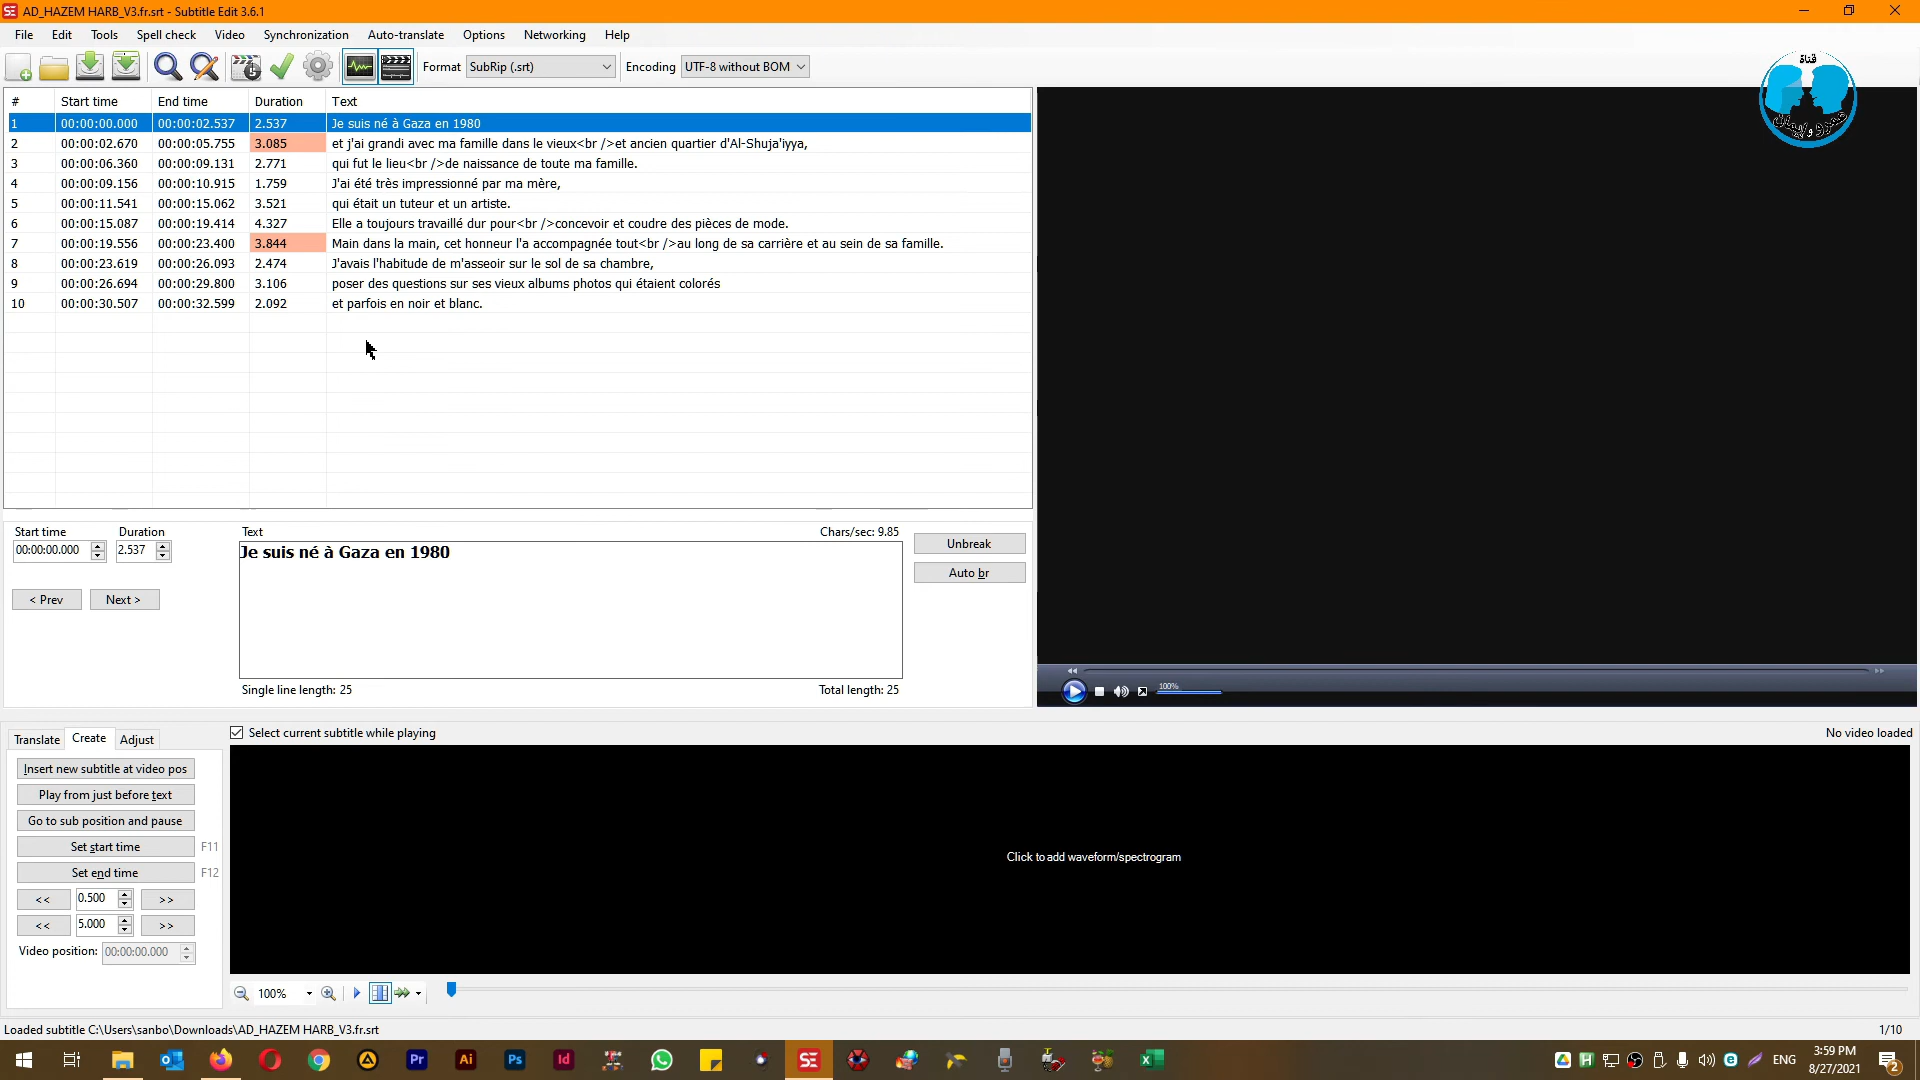 AD_HAZEM HARB_V3.fr.srt - Subtitle Edit 3.6.1
File Edit Tools Spell check Video Synchronization Auto-translate Options Networking Help
Format SubRip (.srt) Encoding UTF-8 without BOM
قناة
عمرو وإيمان
# Start time End time Duration Text
1 00:00:00.000 00:00:02.537 2.537 Je suis né à Gaza en 1980
2 00:00:02.670 00:00:05.755 3.085 et j'ai grandi avec ma famille dans le vieux<br />et ancien quartier d'Al-Shuja'iyya,
3 00:00:06.360 00:00:09.131 2.771 qui fut le lieu<br />de naissance de toute ma famille.
4 00:00:09.156 00:00:10.915 1.759 J'ai été très impressionné par ma mère,
5 00:00:11.541 00:00:15.062 3.521 qui était un tuteur et un artiste.
6 00:00:15.087 00:00:19.414 4.327 Elle a toujours travaillé dur pour<br />concevoir et coudre des pièces de mode.
7 00:00:19.556 00:00:23.400 3.844 Main dans la main, cet honneur l'a accompagnée tout<br />au long de sa carrière et au sein de sa famille.
8 00:00:23.619 00:00:26.093 2.474 J'avais l'habitude de m'asseoir sur le sol de sa chambre,
9 00:00:26.694 00:00:29.800 3.106 poser des questions sur ses vieux albums photos qui étaient colorés
10 00:00:30.507 00:00:32.599 2.092 et parfois en noir et blanc.
Start time Duration Text Chars/sec: 9.85
00:00:00.000 2.537 Je suis né à Gaza en 1980
Unbreak
Auto br
< Prev Next >
Single line length: 25 Total length: 25
100%
Translate Create Adjust
Select current subtitle while playing No video loaded
Insert new subtitle at video pos
Play from just before text
Go to sub position and pause
Set start time F11
Set end time F12
<< 0.500 >>
<< 5.000 >>
Video position: 00:00:00.000
Click to add waveform/spectrogram
100%
Loaded subtitle C:\Users\sanbo\Downloads\AD_HAZEM HARB_V3.fr.srt 1/10
Pr Ai Ps Id SE
ENG
3:59 PM
8/27/2021
2